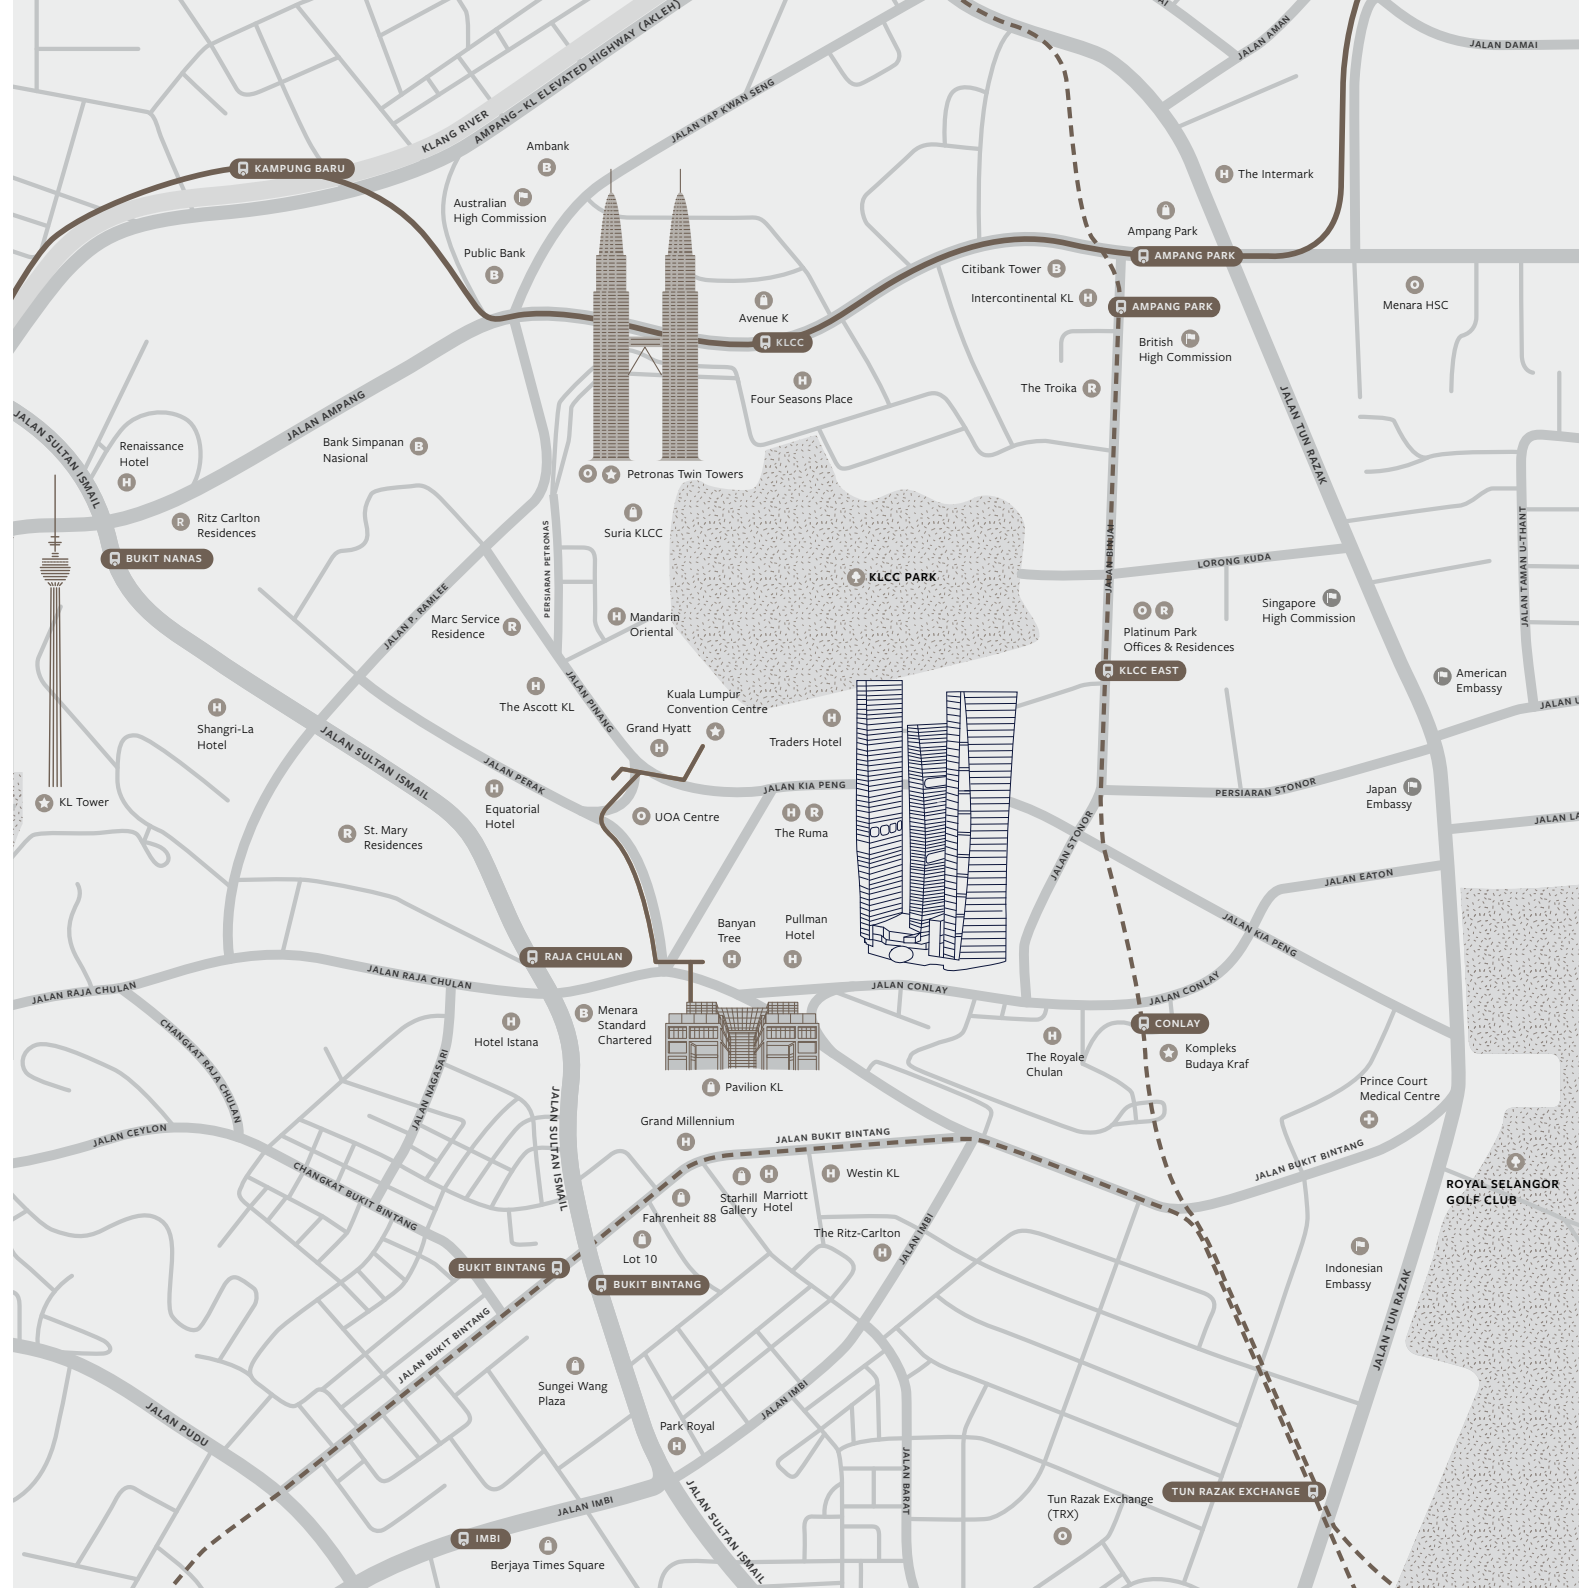 JALAN DAMAI
JALAN AMAN
AMPANG – KL ELEVATED HIGHWAY (AKLEH)
KLANG RIVER
JALAN YAP KWAN SENG
Ambank
B
KAMPUNG BARU
H The Intermark
Australian
High Commission
Ampang Park
Public Bank
B
AMPANG PARK
Citibank Tower B
Intercontinental KL H
AMPANG PARK
O
Menara HSC
Avenue K
KLCC
British
High Commission
H
Four Seasons Place
The Troika R
JALAN AMPANG
JALAN SULTAN ISMAIL
JALAN TUN RAZAK
Renaissance
Hotel
H
Bank Simpanan
Nasional
B
O Petronas Twin Towers
R Ritz Carlton
Residences
Suria KLCC
BUKIT NANAS
PERSIARAN PETRONAS
JALAN BINJAI
LORONG KUDA
JALAN TAMAN U-THANT
KLCC PARK
JALAN P. RAMLEE
Marc Service
Residence
R
H Mandarin
Oriental
O R
Platinum Park
Offices & Residences
Singapore
High Commission
KLCC EAST
American
Embassy
H
The Ascott KL
JALAN PINANG
Kuala Lumpur
Convention Centre
Grand Hyatt
H
H
Traders Hotel
H
Shangri-La
Hotel
JALAN U
JALAN SULTAN ISMAIL
JALAN PERAK
H
Equatorial
Hotel
JALAN KIA PENG
PERSIARAN STONOR
Japan
Embassy
KL Tower
O UOA Centre
H R
The Ruma
JALAN LA
R St. Mary
Residences
JALAN STONOR
JALAN EATON
Banyan
Tree
H
Pullman
Hotel
H
JALAN KIA PENG
RAJA CHULAN
JALAN RAJA CHULAN
JALAN RAJA CHULAN
JALAN CONLAY
JALAN CONLAY
B Menara
Standard
Chartered
H
Hotel Istana
CONLAY
CHANGKAT RAJA CHULAN
JALAN NAGASARI
H
The Royale
Chulan
Kompleks
Budaya Kraf
Pavilion KL
Prince Court
Medical Centre
JALAN SULTAN ISMAIL
Grand Millennium
H
JALAN BUKIT BINTANG
JALAN CEYLON
JALAN BUKIT BINTANG
CHANGKAT BUKIT BINTANG
H
H Westin KL
Starhill
Gallery
Marriott
Hotel
ROYAL SELANGOR
GOLF CLUB
Fahrenheit 88
The Ritz-Carlton
H
JALAN IMBI
Lot 10
BUKIT BINTANG
BUKIT BINTANG
Indonesian
Embassy
JALAN BUKIT BINTANG
JALAN TUN RAZAK
Sungei Wang
Plaza
JALAN IMBI
JALAN PUDU
Park Royal
H
JALAN BARAT
TUN RAZAK EXCHANGE
Tun Razak Exchange
(TRX)
O
JALAN IMBI
JALAN SULTAN ISMAIL
IMBI
Berjaya Times Square